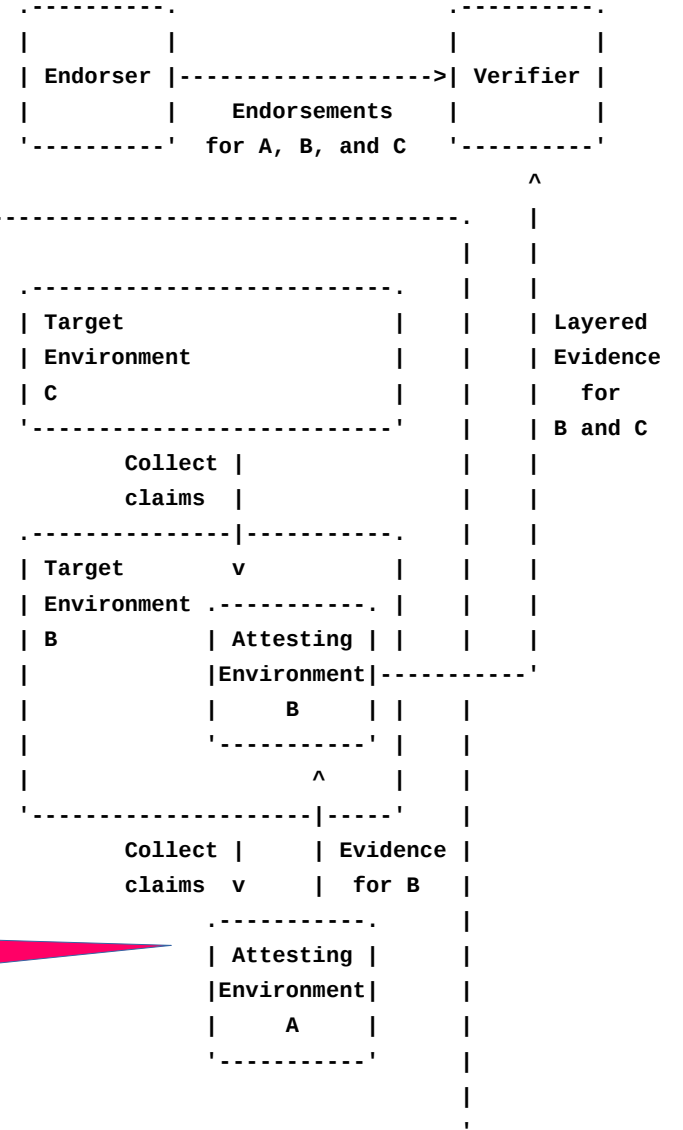 .----------.                     .----------.
|          |                     |          |
| Endorser |------------------->| Verifier |
|          |    Endorsements     |          |
'----------'  for A, B, and C   '----------'
^
----------------------------------.    |
|    |
.---------------------------.    |    |
| Target                    |    |    | Layered
| Environment               |    |    | Evidence
| C                         |    |    |   for
'---------------------------'    |    | B and C
Collect |                |    |
claims  |                |    |
.---------------|-----------.    |    |
| Target        v           |    |    |
| Environment .-----------. |    |    |
| B           | Attesting | |    |    |
|             |Environment|-----------'
|             |     B     | |    |
|             '-----------' |    |
|                     ^     |    |
'---------------------|-----'    |
Collect |     | Evidence |
claims  v     |  for B   |
.-----------.      |
| Attesting |      |
|Environment|      |
|     A     |      |
'-----------'      |
|
'